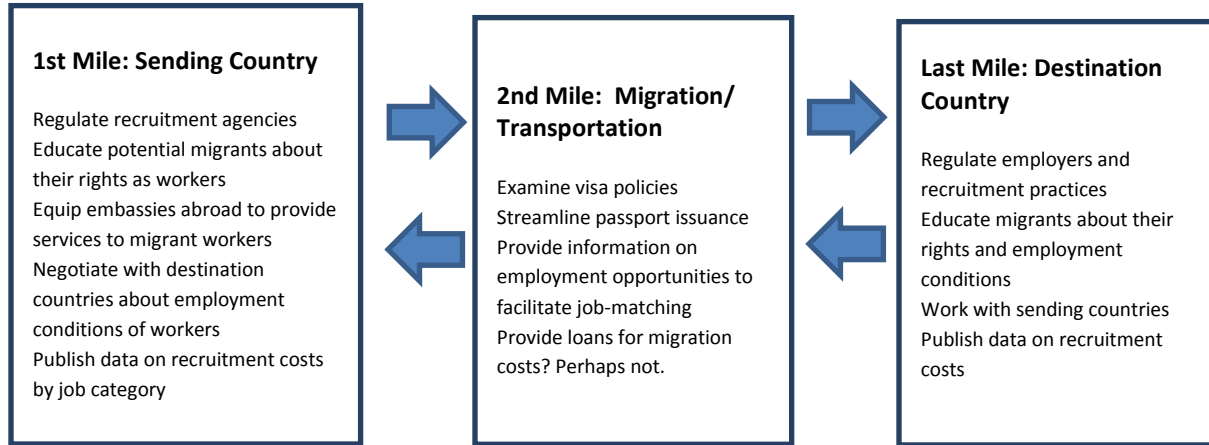 1st Mile: Sending Country
Regulate recruitment agencies
Educate potential migrants about
their rights as workers
Equip embassies abroad to provide
services to migrant workers
Negotiate with destination
countries about employment
conditions of workers
Publish data on recruitment costs
by job category
2nd Mile: Migration/
Transportation
Examine visa policies
Streamline passport issuance
Provide information on
employment opportunities to
facilitate job-matching
Provide loans for migration
costs? Perhaps not.
Last Mile: Destination
Country
Regulate employers and
recruitment practices
Educate migrants about their
rights and employment
conditions
Work with sending countries
Publish data on recruitment
costs